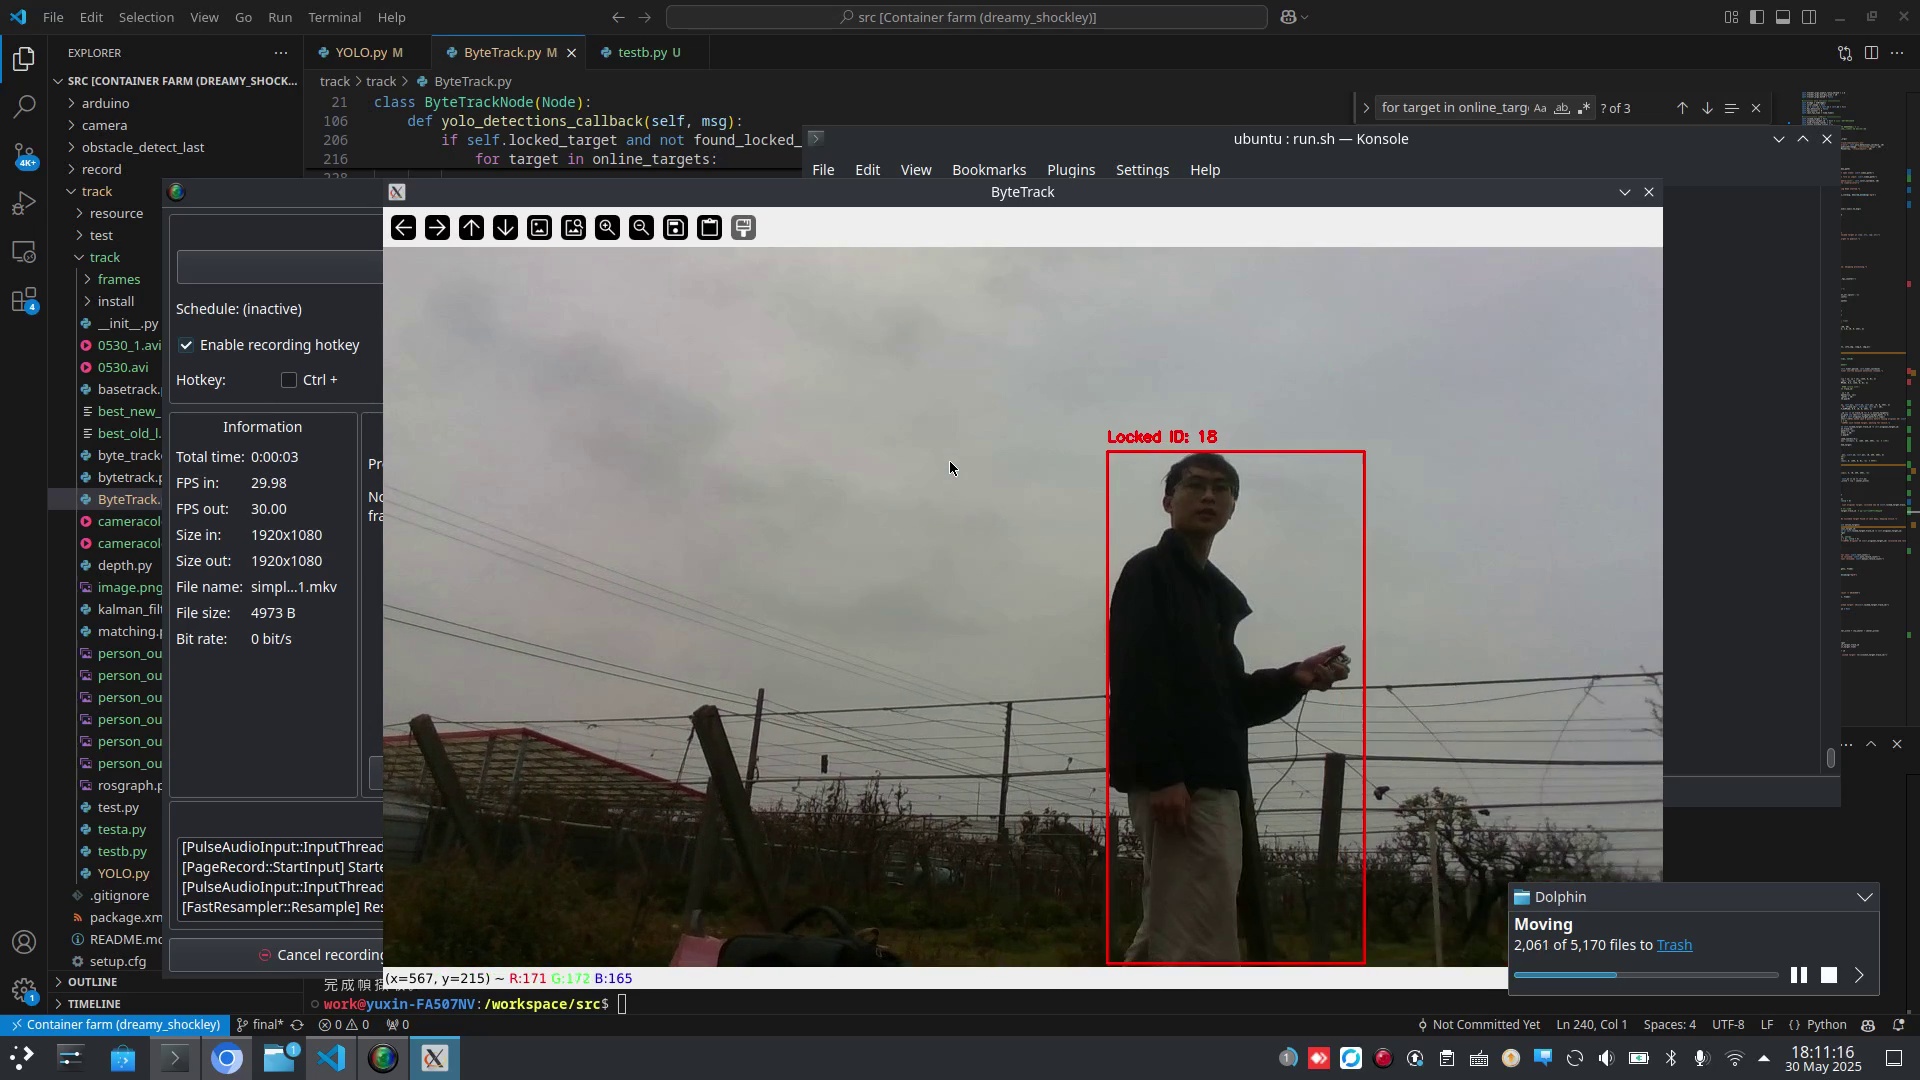 File Edit Selection View Go Run Terminal Help
src [Container farm (dreamy_shockley)]
EXPLORER
SRC [CONTAINER FARM (DREAMY_SHOCK...
arduino
camera
obstacle_detect_last
record
track
resource
test
track
frames
install
__init__.py
0530_1.avi
0530.avi
basetrack.
best_new_
best_old_l.
byte_track
bytetrack.p
ByteTrack.
cameracol
cameracol
depth.py
image.png
kalman_filt
matching.p
person_ou
person_ou
person_ou
person_ou
person_ou
person_ou
rosgraph.p
test.py
testa.py
testb.py
YOLO.py
.gitignore
package.xm
README.md
setup.cfg
OUTLINE
TIMELINE
YOLO.py M
ByteTrack.py M
testb.py U
track > track > ByteTrack.py
21 class ByteTrackNode(Node):
106 def yolo_detections_callback(self, msg):
206 if self.locked_target and not found_locked_
216 for target in online_targets:
228
for target in online_targ
Aa ab
? of 3
ubuntu : run.sh — Konsole
File Edit View Bookmarks Plugins Settings Help
ByteTrack
Schedule: (inactive)
Enable recording hotkey
Hotkey: Ctrl +
Information
Total time: 0:00:03
FPS in: 29.98
FPS out: 30.00
Size in: 1920x1080
Size out: 1920x1080
File name: simpl...1.mkv
File size: 4973 B
Bit rate: 0 bit/s
Pr
No
fra
[PulseAudioInput::InputThread
[PageRecord::StartInput] Starte
[PulseAudioInput::InputThread
[FastResampler::Resample] Res
Cancel recording
Locked ID: 18
(x=567, y=215) ~ R:171 G:172 B:165
work@yuxin-FA507NV:/workspace/src$
Dolphin
Moving
2,061 of 5,170 files to Trash
Container farm (dreamy_shockley)
final*
0 0
0
Not Committed Yet
Ln 240, Col 1
Spaces: 4
UTF-8
LF
{} Python
4K+
4
1
1
1
18:11:16
30 May 2025